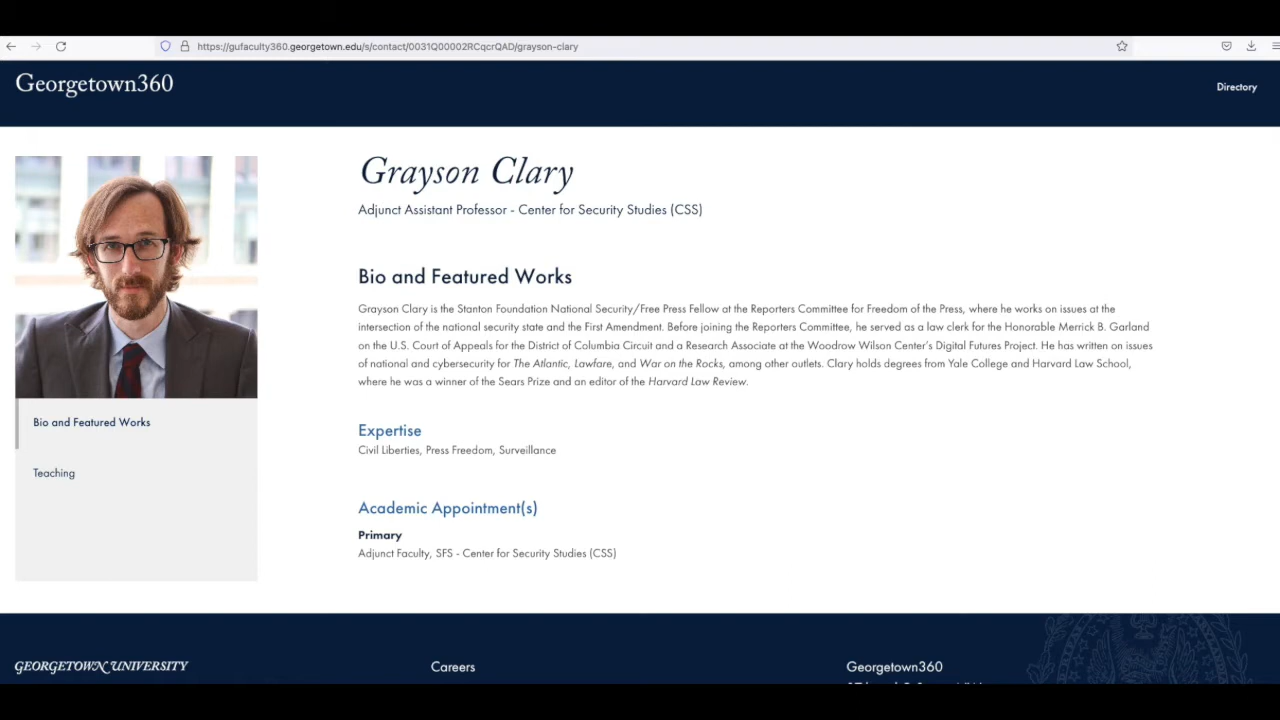 https://gufaculty360.georgetown.edu/s/contact/0031Q00002RCqcrQAD/grayson-clary
Georgetown360
Directory
Grayson Clary
Adjunct Assistant Professor - Center for Security Studies (CSS)
Bio and Featured Works
Grayson Clary is the Stanton Foundation National Security/Free Press Fellow at the Reporters Committee for Freedom of the Press, where he works on issues at the
intersection of the national security state and the First Amendment. Before joining the Reporters Committee, he served as a law clerk for the Honorable Merrick B. Garland
on the U.S. Court of Appeals for the District of Columbia Circuit and a Research Associate at the Woodrow Wilson Center's Digital Futures Project. He has written on issues
of national and cybersecurity for The Atlantic, Lawfare, and War on the Rocks, among other outlets. Clary holds degrees from Yale College and Harvard Law School,
where he was a winner of the Sears Prize and an editor of the Harvard Law Review.
Bio and Featured Works
Teaching
Expertise
Civil Liberties, Press Freedom, Surveillance
Academic Appointment(s)
Primary
Adjunct Faculty, SFS - Center for Security Studies (CSS)
GEORGETOWN UNIVERSITY
Careers
Georgetown360